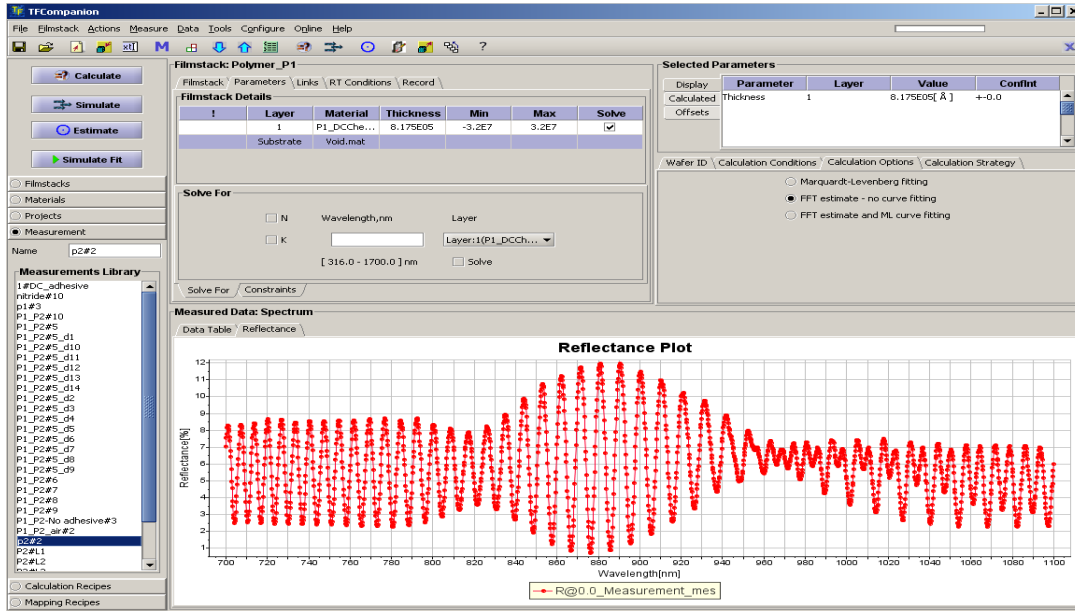 TFCompanion
File Filmstack Actions Measure Data Tools Configure Online Help
Calculate
Simulate
Estimate
Simulate Fit
Filmstacks
Materials
Projects
Measurement
Name p2#2
Measurements Library
1#DC_adhesive
nitride#10
p1#3
P1_P2#10
P1_P2#5
P1_P2#5_d1
P1_P2#5_d10
P1_P2#5_d11
P1_P2#5_d12
P1_P2#5_d13
P1_P2#5_d14
P1_P2#5_d2
P1_P2#5_d3
P1_P2#5_d4
P1_P2#5_d5
P1_P2#5_d6
P1_P2#5_d7
P1_P2#5_d8
P1_P2#5_d9
P1_P2#6
P1_P2#7
P1_P2#8
P1_P2#9
P1_P2-No adhesive#3
P1_P2_air#2
p2#2
P2#L1
P2#L2
Calculation Recipes
Mapping Recipes
Filmstack: Polymer_P1
Filmstack Parameters Links RT Conditions Record
Filmstack Details
! Layer Material Thickness Min Max Solve
1 P1_DCChe... 8.175E05 -3.2E7 3.2E7
Substrate Void.mat
Solve For
N Wavelength,nm Layer
K Layer:1(P1_DCCh...
[ 316.0 - 1700.0 ] nm Solve
Solve For Constraints
Selected Parameters
Display
Calculated
Offsets
Parameter Layer Value ConfInt
Thickness 1 8.175E05[ Å ] +-0.0
Wafer ID Calculation Conditions Calculation Options Calculation Strategy
Marquardt-Levenberg fitting
FFT estimate - no curve fitting
FFT estimate and ML curve fitting
Measured Data: Spectrum
Data Table Reflectance
Reflectance Plot
Reflectance[%]
12
11
10
9
8
7
6
5
4
3
2
1
700 720 740 760 780 800 820 840 860 880 900 920 940 960 980 1000 1020 1040 1060 1080 1100
Wavelength[nm]
R@0.0_Measurement_mes